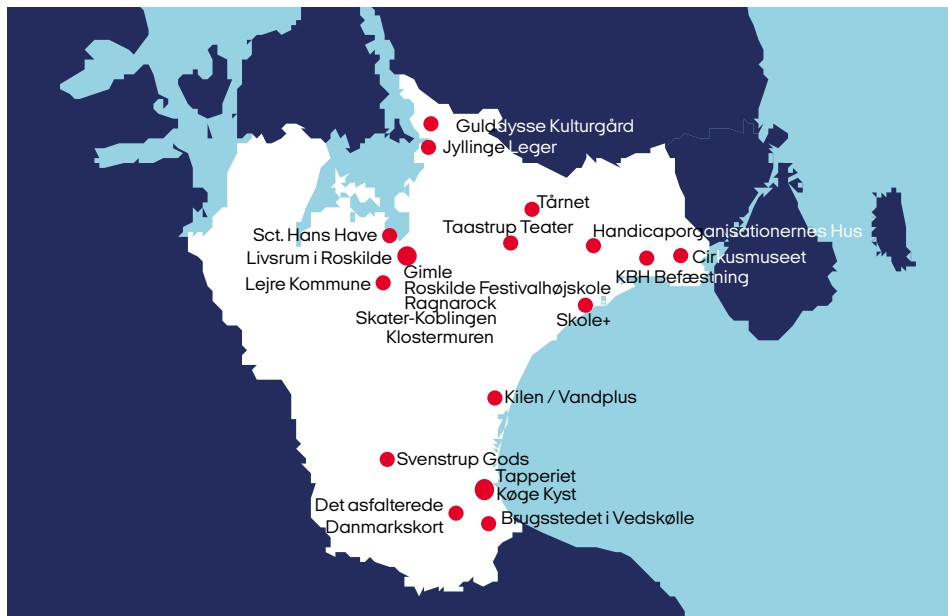 Gulddysse Kulturgård
Jyllinge Leger
Tårnet
Taastrup Teater
Handicaporganisationernes Hus
Sct. Hans Have
Livsrum i Roskilde
Cirkusmuseet
Gimle
KBH Befæstning
Lejre Kommune
Roskilde Festivalhøjskole
Ragnarock
Skater-Koblingen
Skole+
Klostermuren
Kilen / Vandplus
Svenstrup Gods
Tapperiet
Køge Kyst
Det asfalterede
Danmarkskort
Brugsstedet i Vedskølle